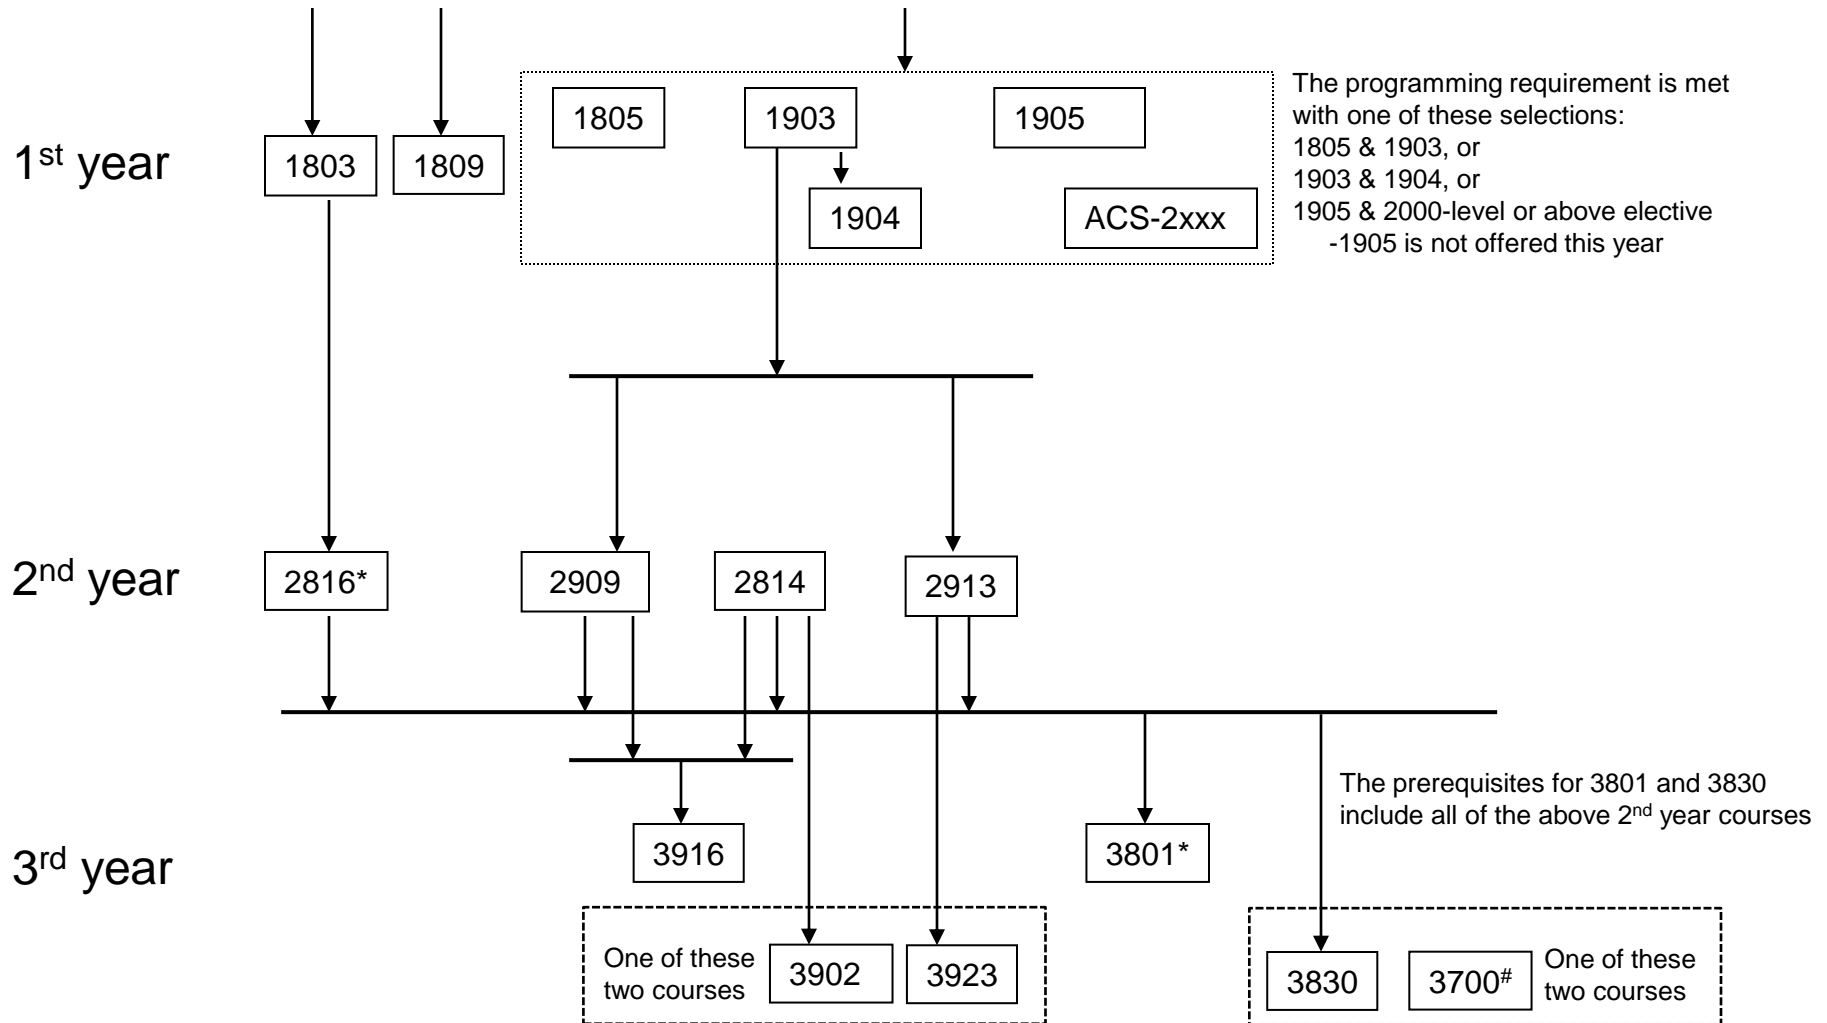 1805
1903
1905
The programming requirement is met
with one of these selections:
1805 & 1903, or
1903 & 1904, or
1905 & 2000-level or above elective
-1905 is not offered this year
1st year
1803
1809
1904
ACS-2xxx
2nd year
2816*
2909
2814
2913
The prerequisites for 3801 and 3830
include all of the above 2nd year courses
3rd year
3916
3801*
One of these
two courses
3902
3923
3830
3700#
One of these
two courses